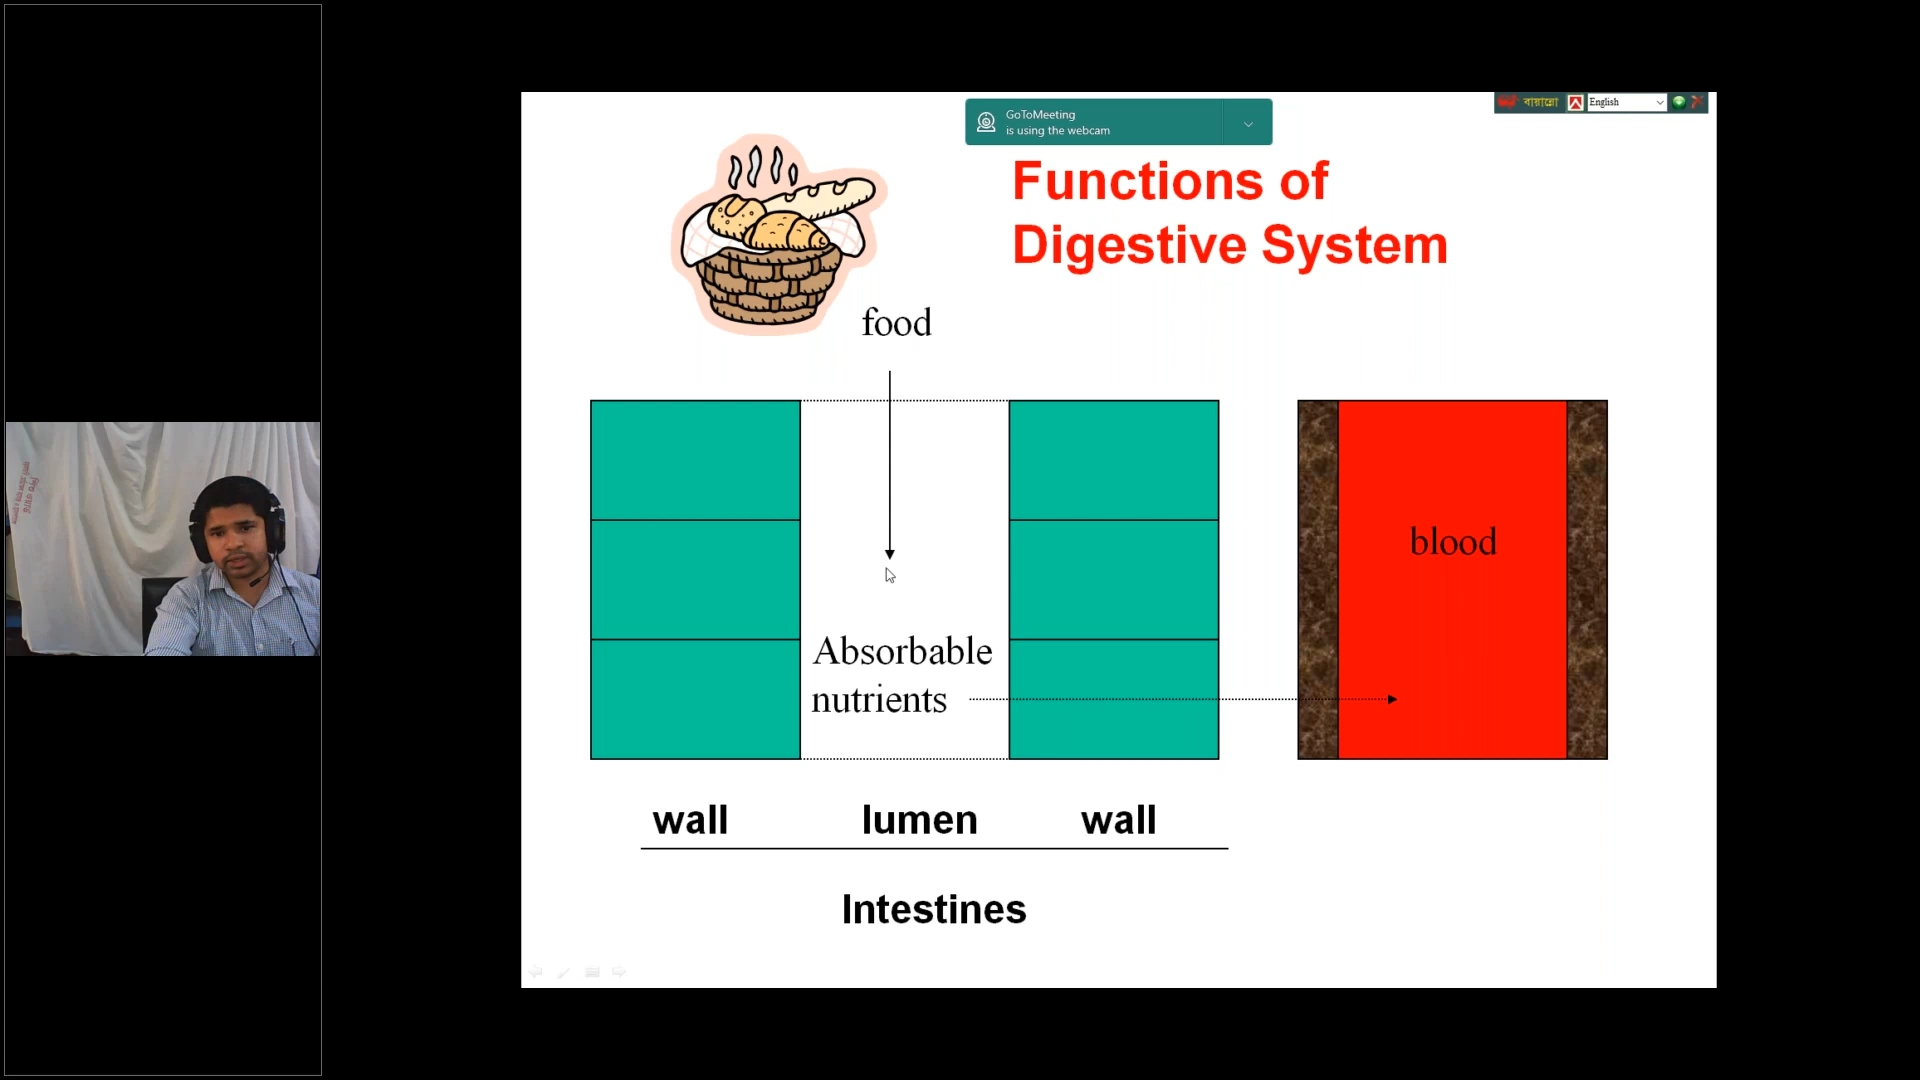 GoToMeeting
is using the webcam
বায়ান্নো English
Functions of
Digestive System
food
blood
Absorbable
nutrients
wall lumen wall
Intestines